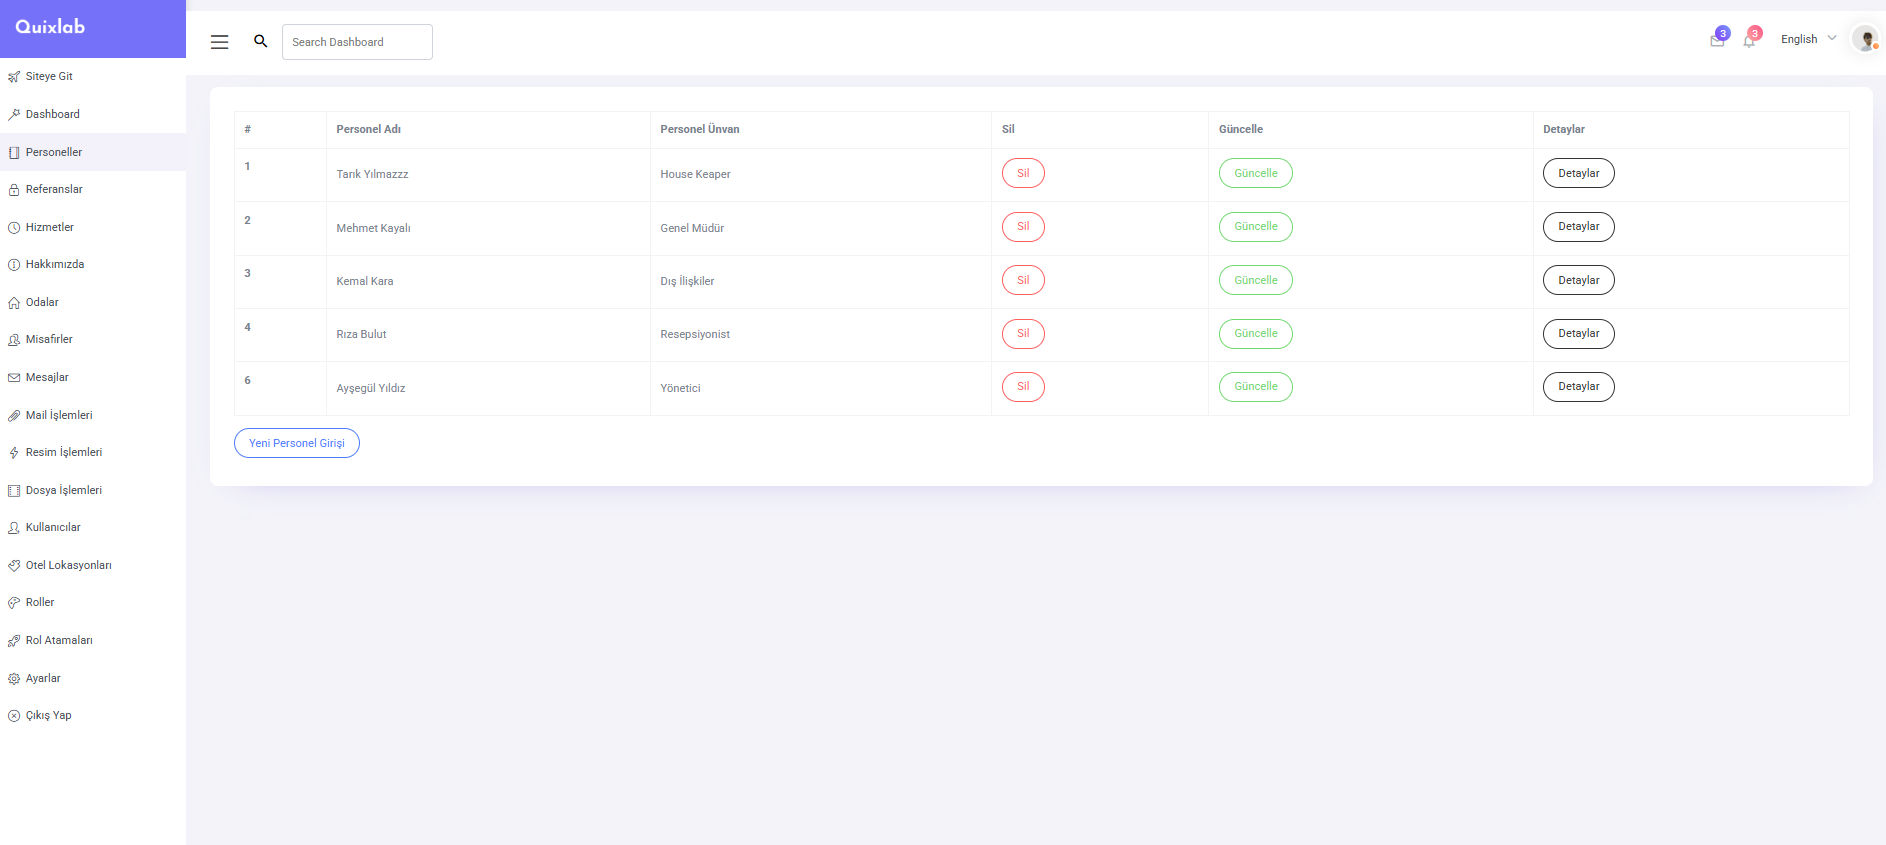 Quixlab
Search Dashboard
3
3
English
Siteye Git
Dashboard
Personeller
Referanslar
Hizmetler
Hakkımızda
Odalar
Misafirler
Mesajlar
Mail İşlemleri
Resim İşlemleri
Dosya İşlemleri
Kullanıcılar
Otel Lokasyonları
Roller
Rol Atamaları
Ayarlar
Çıkış Yap
# Personel Adı Personel Ünvan Sil Güncelle Detaylar
1 Tarık Yılmazzz House Keaper Sil Güncelle Detaylar
2 Mehmet Kayalı Genel Müdür Sil Güncelle Detaylar
3 Kemal Kara Dış İlişkiler Sil Güncelle Detaylar
4 Rıza Bulut Resepsiyonist Sil Güncelle Detaylar
6 Ayşegül Yıldız Yönetici Sil Güncelle Detaylar
Yeni Personel Girişi